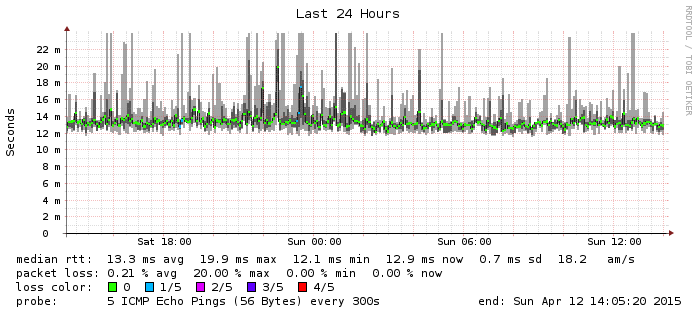 Last 24 Hours
RRDTOOL / TOBI OETIKER
Seconds
22 m
20 m
18 m
16 m
14 m
12 m
10 m
8 m
6 m
4 m
2 m
0
Sat 18:00 Sun 00:00 Sun 06:00 Sun 12:00
median rtt: 13.3 ms avg 19.9 ms max 12.1 ms min 12.9 ms now 0.7 ms sd 18.2 am/s
packet loss: 0.21 % avg 20.00 % max 0.00 % min 0.00 % now
loss color: 0 1/5 2/5 3/5 4/5
probe: 5 ICMP Echo Pings (56 Bytes) every 300s end: Sun Apr 12 14:05:20 2015